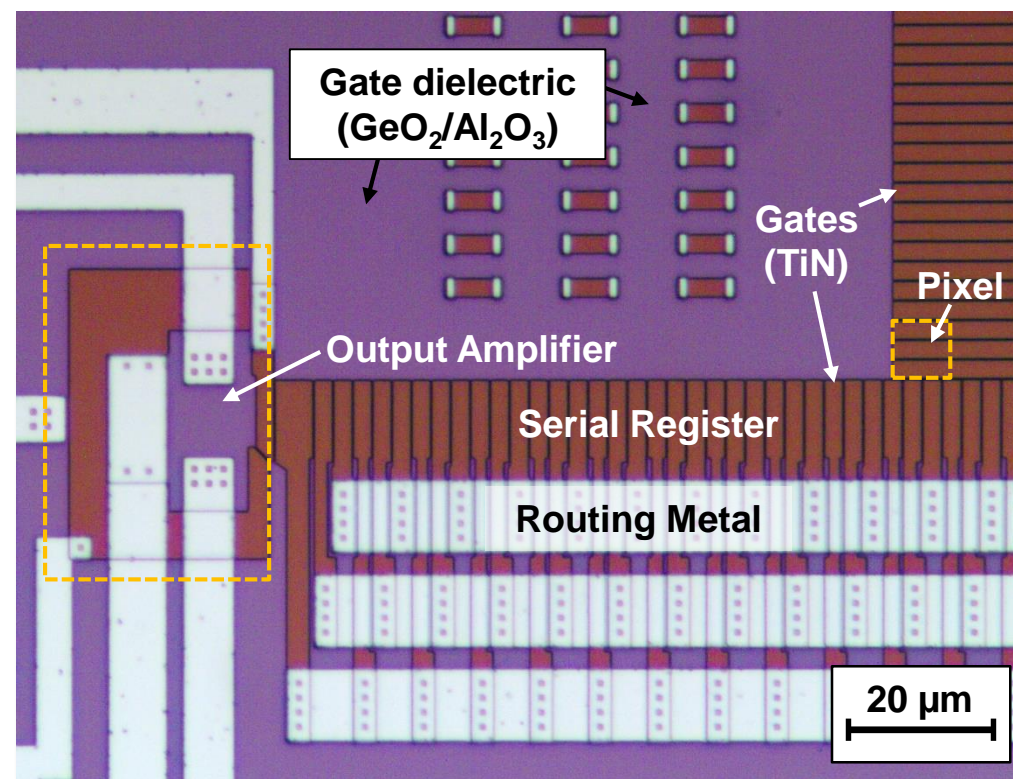 Gate dielectric
(GeO₂/Al₂O₃)
Gates
(TiN)
Pixel
Output Amplifier
Serial Register
Routing Metal
20 µm